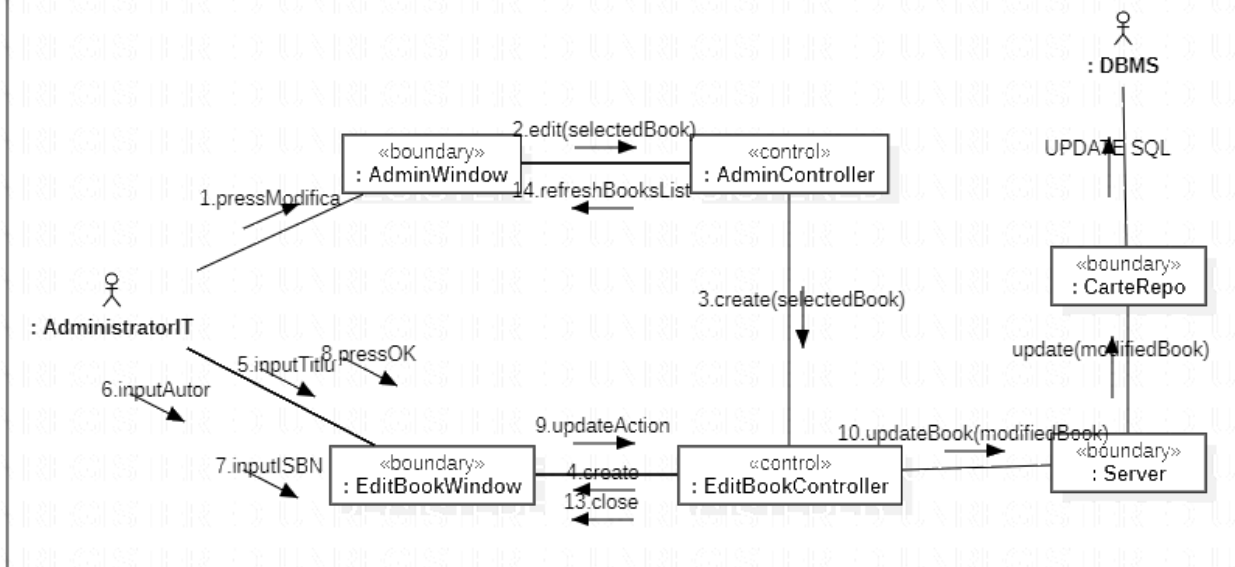 : DBMS
2.edit(selectedBook)
«boundary»
: AdminWindow
«control»
: AdminController
UPDATE SQL
1.pressModifica
14.refreshBooksList
«boundary»
: CarteRepo
3.create(selectedBook)
: AdministratorIT
update(modifiedBook)
5.inputTitlu
8.pressOK
6.inputAutor
9.updateAction
10.updateBook(modifiedBook)
7.inputISBN
«boundary»
: EditBookWindow
4.create
13.close
«control»
: EditBookController
«boundary»
: Server